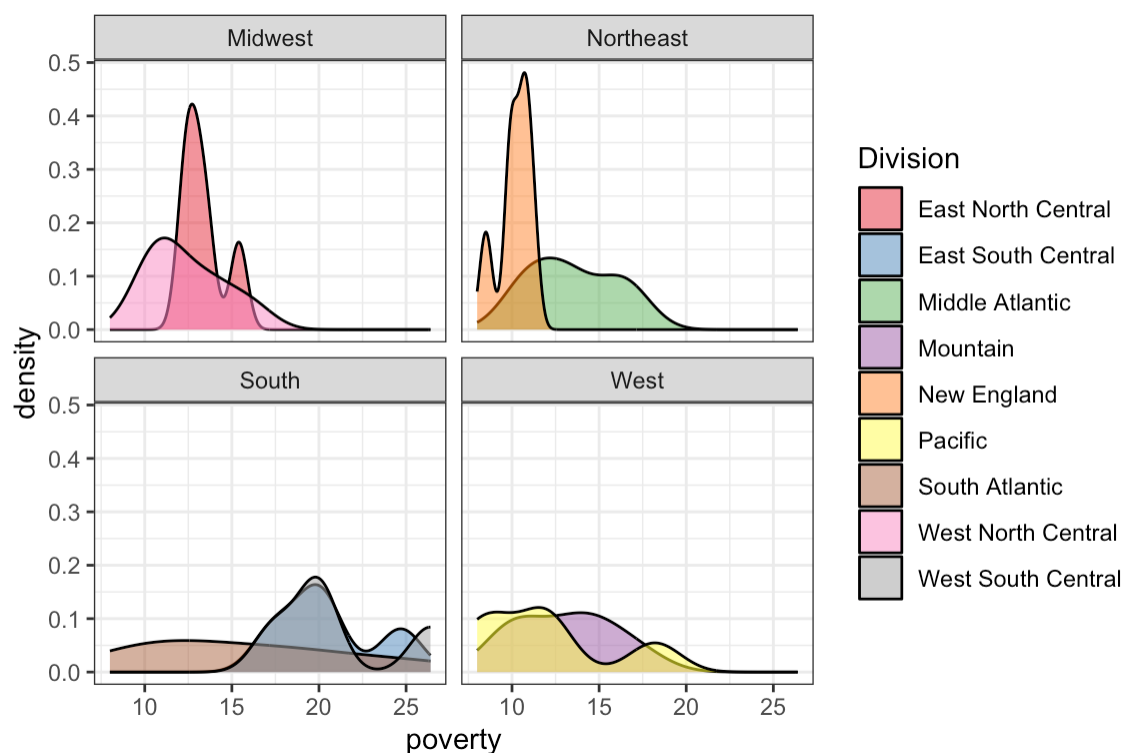 Midwest
Northeast
0.5
0.4
0.3
0.2
0.1
0.0
South
West
0.5
0.4
0.3
0.2
0.1
0.0
10 15 20 25
10 15 20 25
density
poverty
Division
East North Central
East South Central
Middle Atlantic
Mountain
New England
Pacific
South Atlantic
West North Central
West South Central